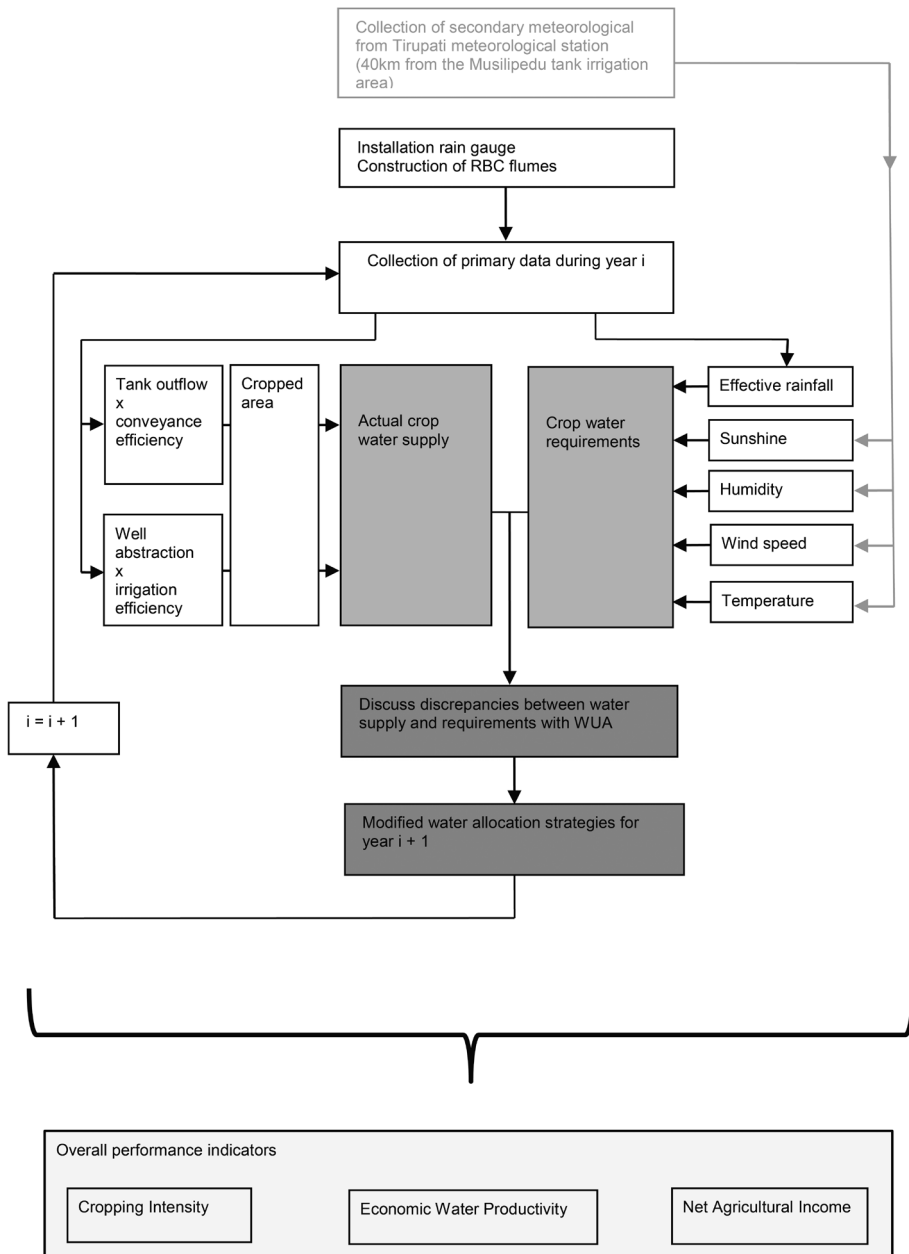 Collection of secondary meteorological
from Tirupati meteorological station
(40km from the Musilipedu tank irrigation
area)
Installation rain gauge
Construction of RBC flumes
Collection of primary data during year i
Tank outflow
x
conveyance
efficiency
Cropped
area
Actual crop
water supply
Crop water
requirements
Effective rainfall
Sunshine
Humidity
Wind speed
Temperature
Well
abstraction
x
irrigation
efficiency
i = i + 1
Discuss discrepancies between water
supply and requirements with WUA
Modified water allocation strategies for
year i + 1
Overall performance indicators
Cropping Intensity
Economic Water Productivity
Net Agricultural Income